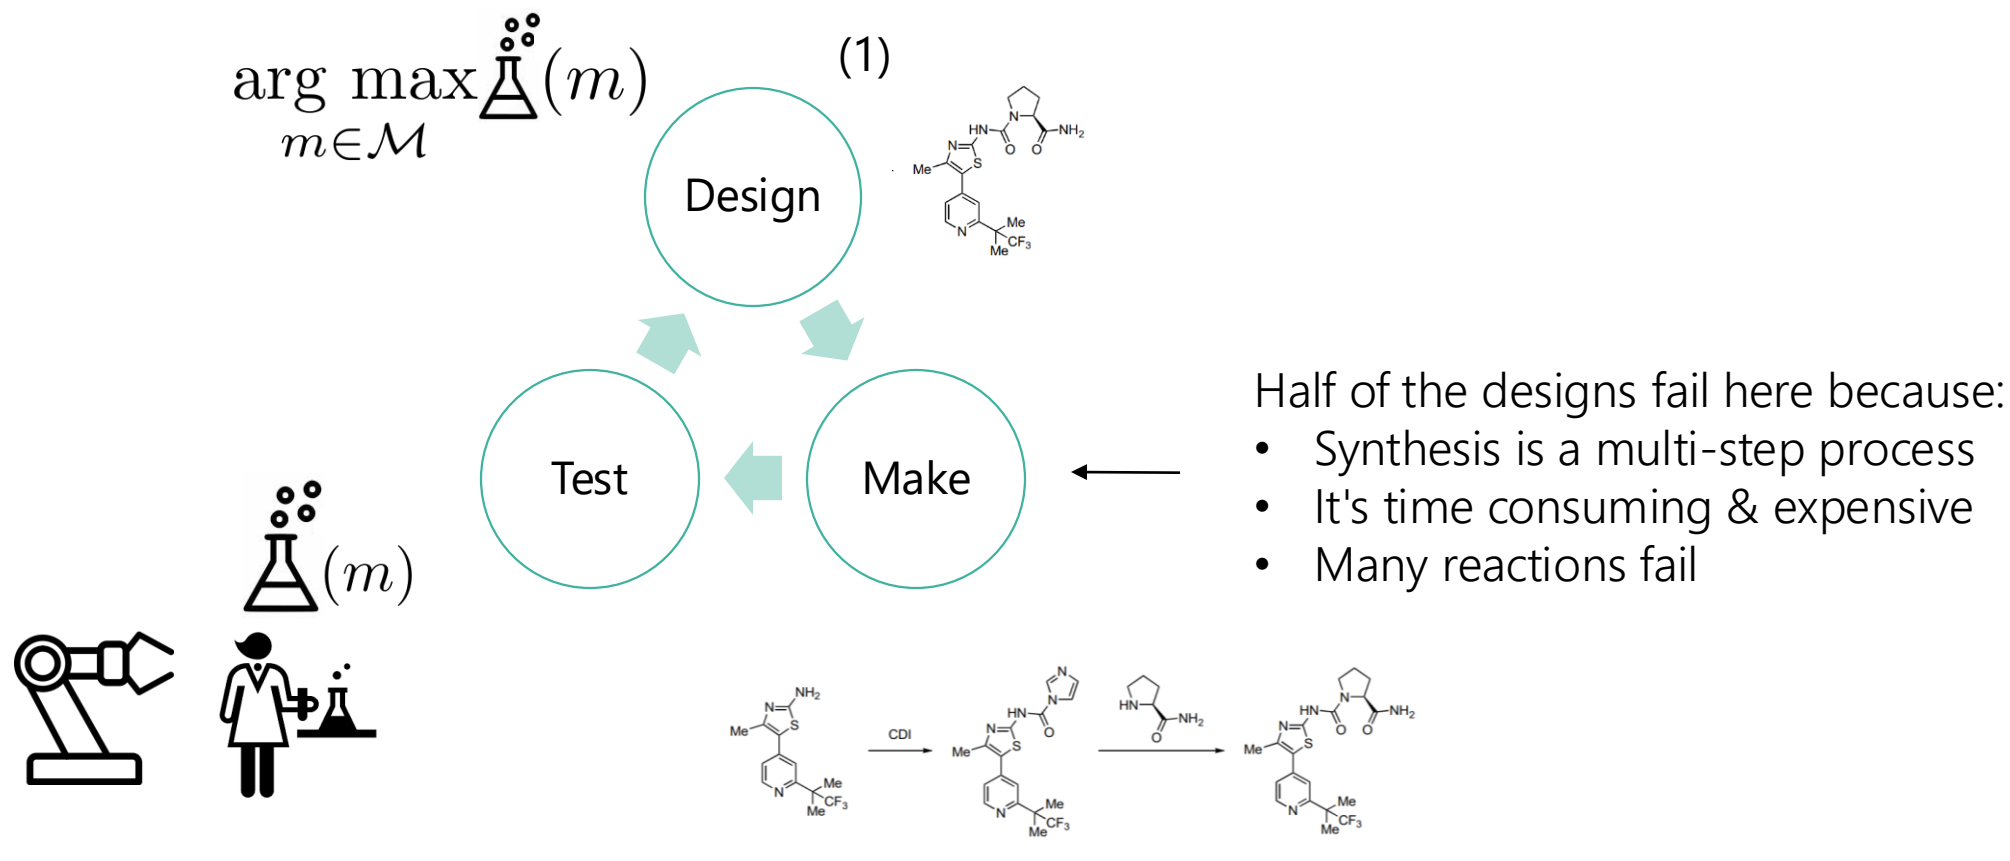 arg max (m)
m∈ℳ
(1)
Design
N
HN
NH₂
O
O
N
S
Me
N
Me
Me
CF₃
Half of the designs fail here because:
• Synthesis is a multi-step process
• It's time consuming & expensive
• Many reactions fail
Test
Make
(m)
NH₂
N
S
Me
N
Me
CF₃
Me
CDI
N
N
HN
O
N
S
Me
N
Me
CF₃
Me
HN
NH₂
O
N
HN
NH₂
O
O
N
S
Me
N
Me
CF₃
Me